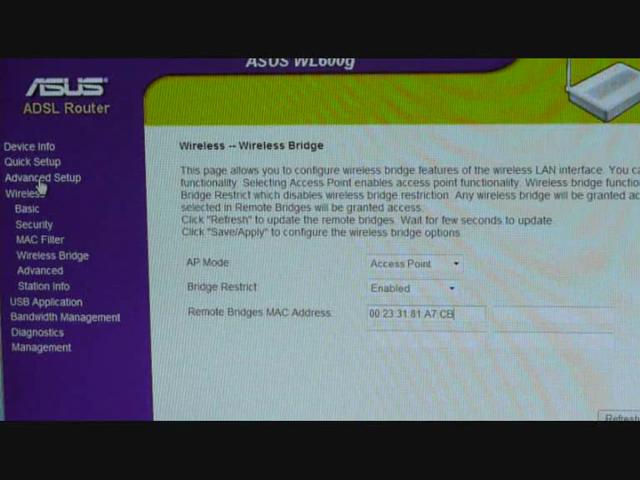 ASUS WL600g
ASUS
ADSL Router
Device Info
Quick Setup
Advanced Setup
Wireless
Basic
Security
MAC Filter
Wireless Bridge
Advanced
Station Info
USB Application
Bandwidth Management
Diagnostics
Management
Wireless -- Wireless Bridge
This page allows you to configure wireless bridge features of the wireless LAN interface. You
functionality. Selecting Access Point enables access point functionality. Wireless bridge
Bridge Restrict which disables wireless bridge restriction. Any wireless bridge will be granted
selected in Remote Bridges will be granted access.
Click "Refresh" to update the remote bridges. Wait for few seconds to update.
Click "Save/Apply" to configure the wireless bridge options.
AP Mode Access Point
Bridge Restrict: Enabled
Remote Bridges MAC Address: 00:23:31:81:A7:CB
Refresh